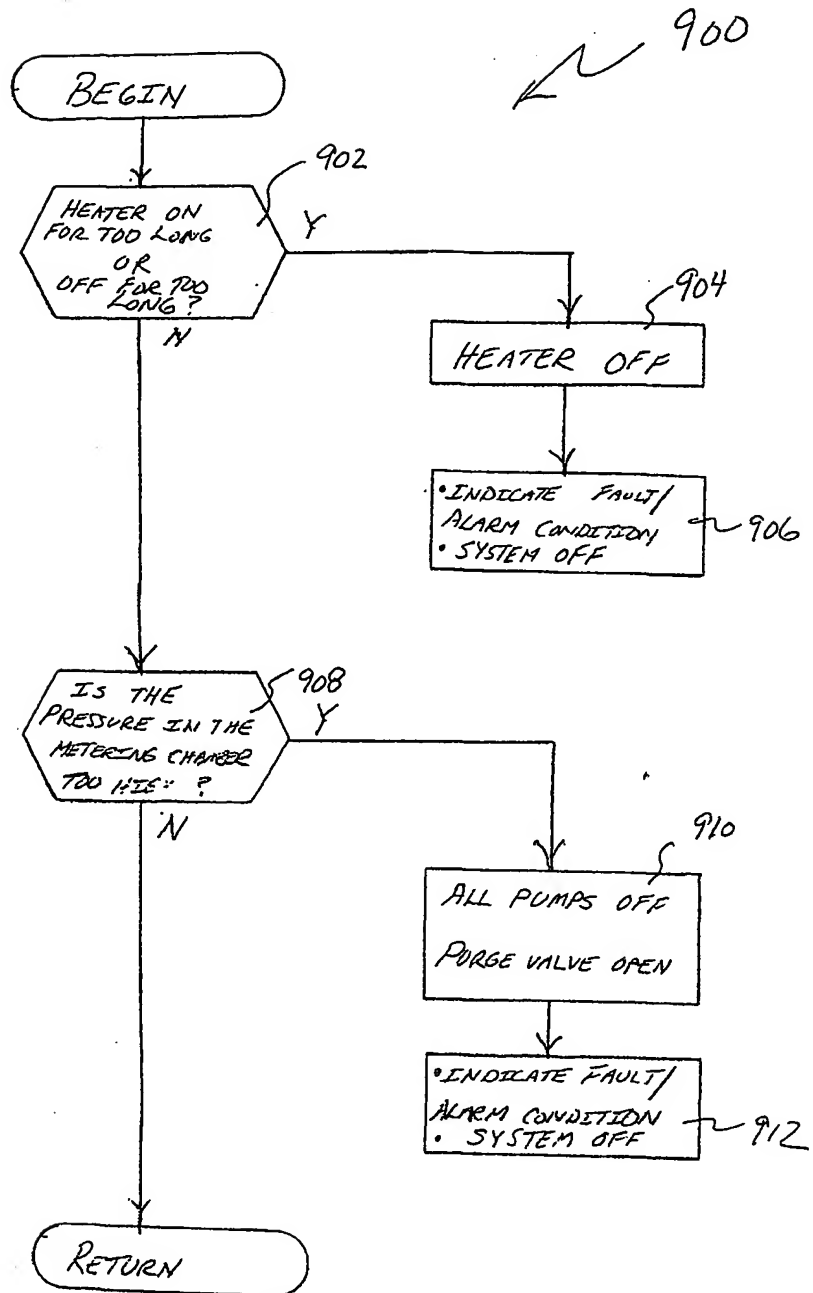 900
BEGIN
902
HEATER ON
FOR TOO LONG
OR
OFF FOR TOO
LONG?
Y
N
904
HEATER OFF
•INDICATE FAULT/
ALARM CONDITION
• SYSTEM OFF
906
IS THE
PRESSURE IN THE
METERING CHAMBER
TOO ?
908
Y
N
910
ALL PUMPS OFF
PURGE VALVE OPEN
•INDICATE FAULT/
ALARM CONDITION
• SYSTEM OFF
912
RETURN